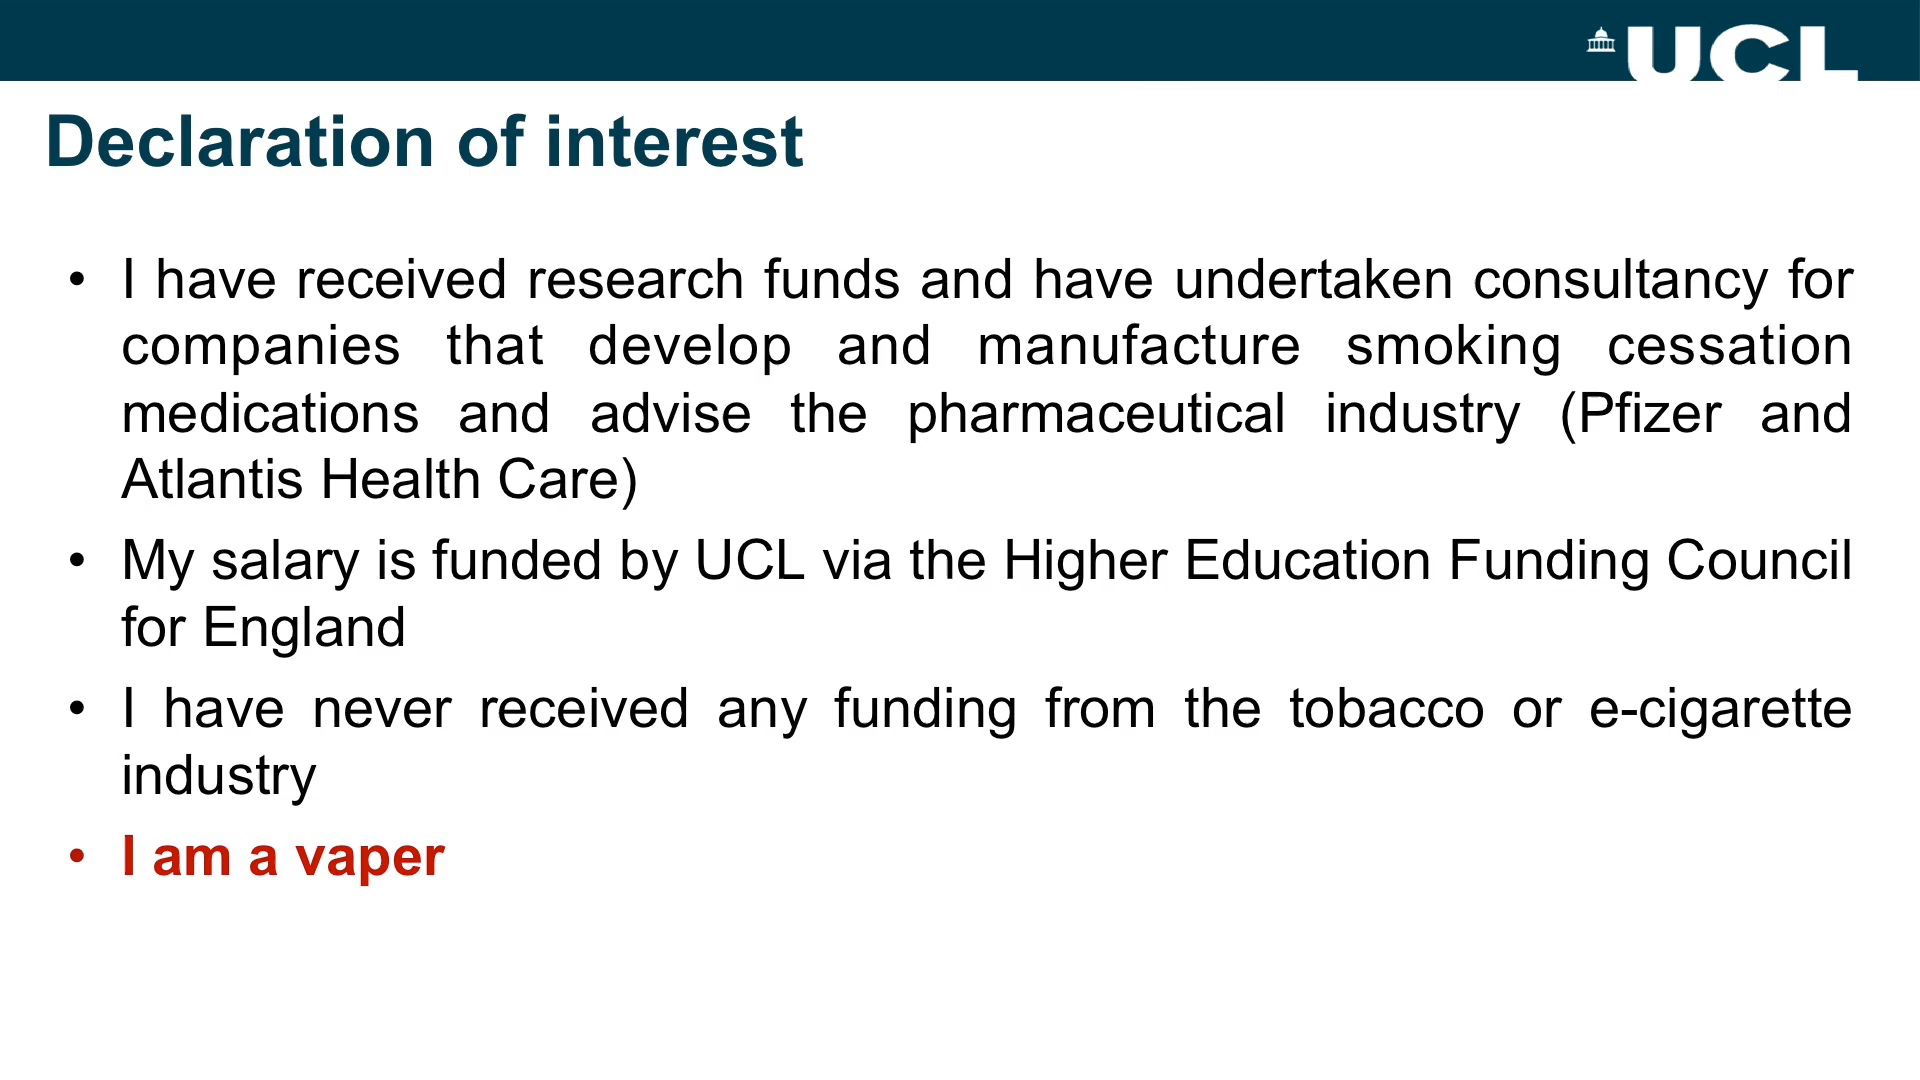 UCL
Declaration of interest
• I have received research funds and have undertaken consultancy for
companies that develop and manufacture smoking cessation
medications and advise the pharmaceutical industry (Pfizer and
Atlantis Health Care)
• My salary is funded by UCL via the Higher Education Funding Council
for England
• I have never received any funding from the tobacco or e-cigarette
industry
• I am a vaper